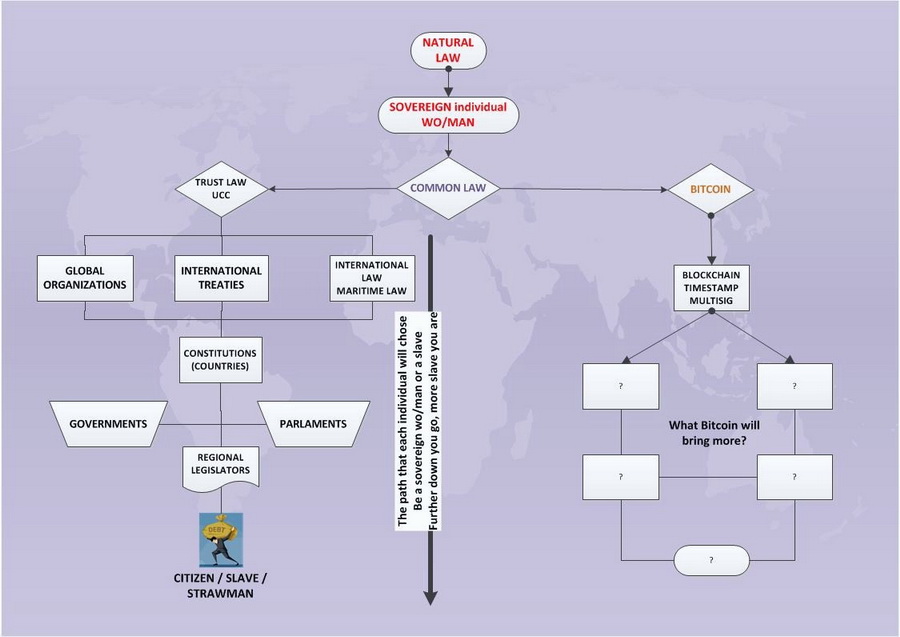 NATURAL
LAW
SOVEREIGN individual
WO/MAN
COMMON LAW
TRUST LAW
UCC
BITCOIN
GLOBAL
ORGANIZATIONS
INTERNATIONAL
TREATIES
INTERNATIONAL
LAW
MARITIME LAW
BLOCKCHAIN
TIMESTAMP
MULTISIG
CONSTITUTIONS
(COUNTRIES)
GOVERNMENTS
PARLAMENTS
REGIONAL
LEGISLATORS
DEBT
CITIZEN / SLAVE /
STRAWMAN
The path that each individual will chose
Be a sovereign wo/man or a slave
Further down you go, more slave you are
?
?
What Bitcoin will
bring more?
?
?
?